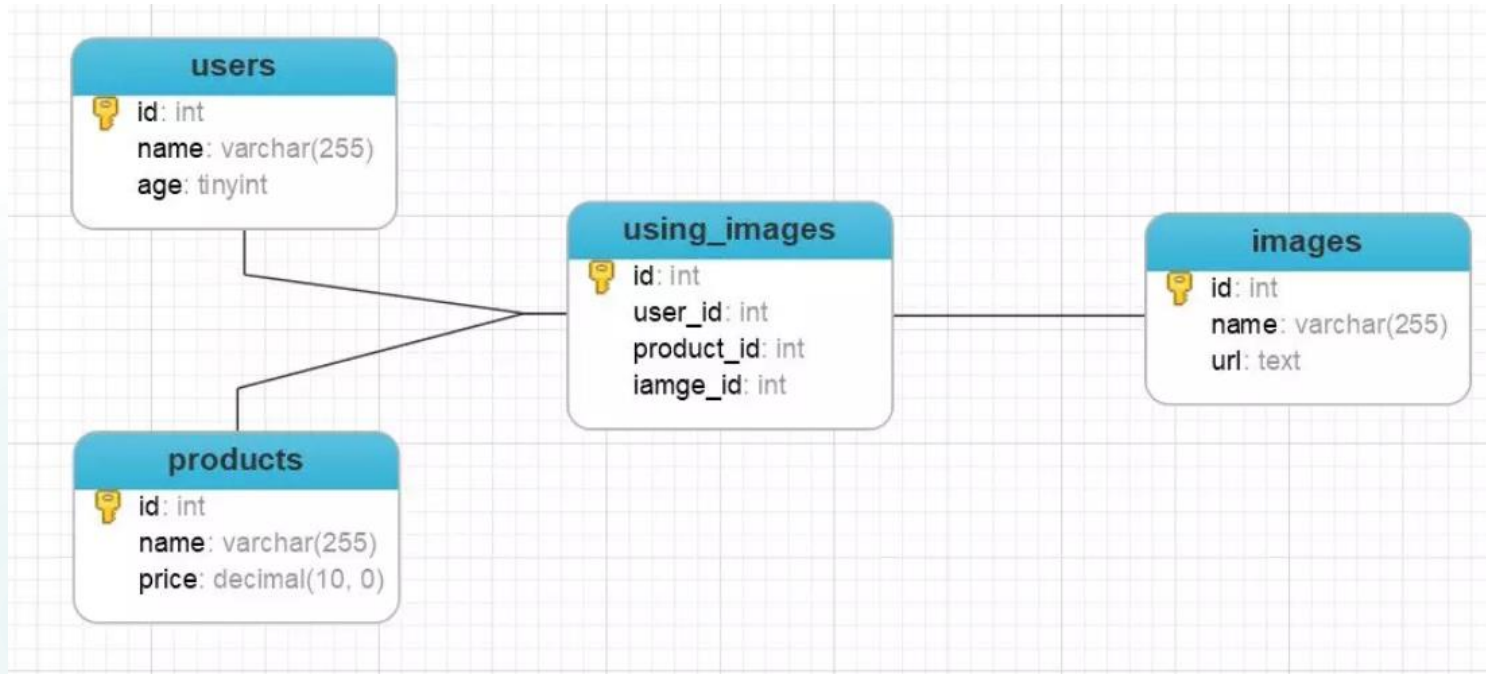 users
id: int
name: varchar(255)
age: tinyint
using_images
id: int
user_id: int
product_id: int
iamge_id: int
images
id: int
name: varchar(255)
url: text
products
id: int
name: varchar(255)
price: decimal(10, 0)